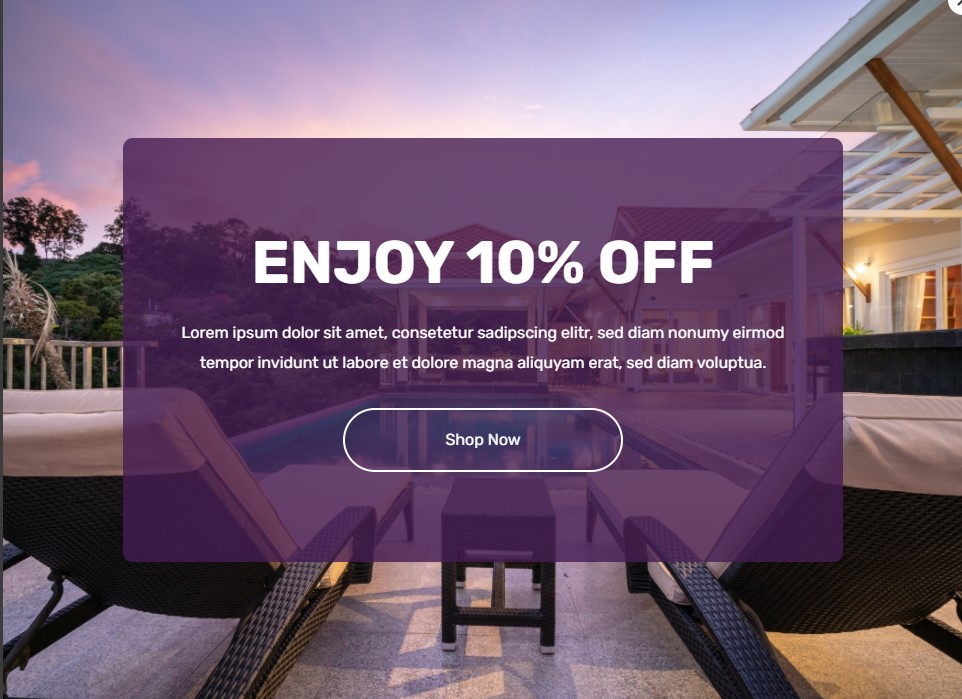 ENJOY 10% OFF
Lorem ipsum dolor sit amet, consetetur sadipscing elitr, sed diam nonumy eirmod
tempor invidunt ut labore et dolore magna aliquyam erat, sed diam voluptua.
Shop Now